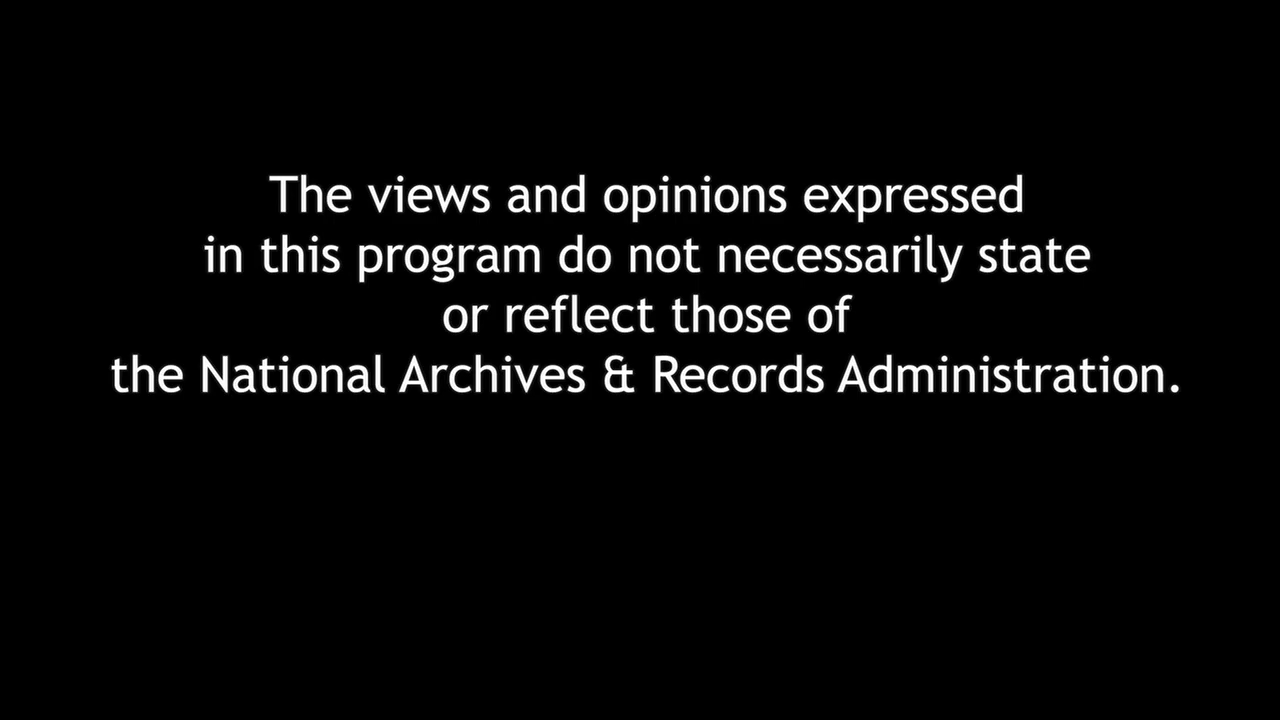 The views and opinions expressed
in this program do not necessarily state
or reflect those of
the National Archives & Records Administration.